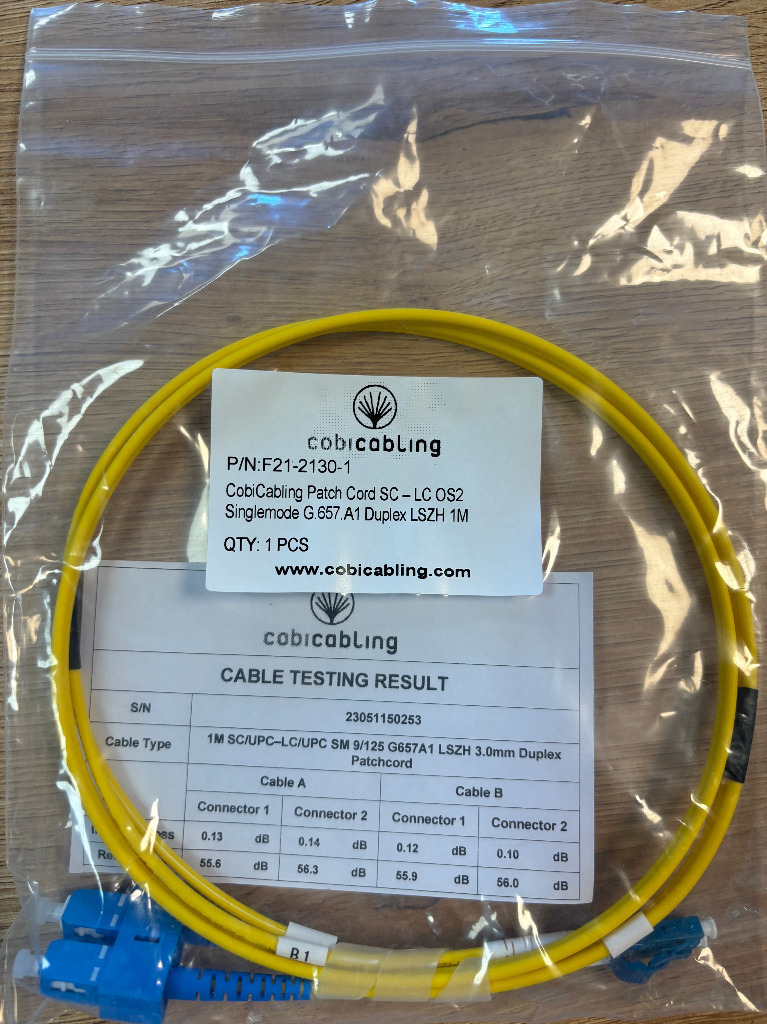 cobicabling
P/N:F21-2130-1
CobiCabling Patch Cord SC – LC OS2
Singlemode G.657.A1 Duplex LSZH 1M
QTY: 1 PCS
www.cobicabling.com
cobicabling
CABLE TESTING RESULT
S/N 23051150253
Cable Type 1M SC/UPC–LC/UPC SM 9/125 G657A1 LSZH 3.0mm Duplex
Patchcord
Cable A Cable B
Connector 1 Connector 2 Connector 1 Connector 2
0.13 dB 0.14 dB 0.12 dB 0.10 dB
55.6 dB 56.3 dB 55.9 dB 56.0 dB
B1